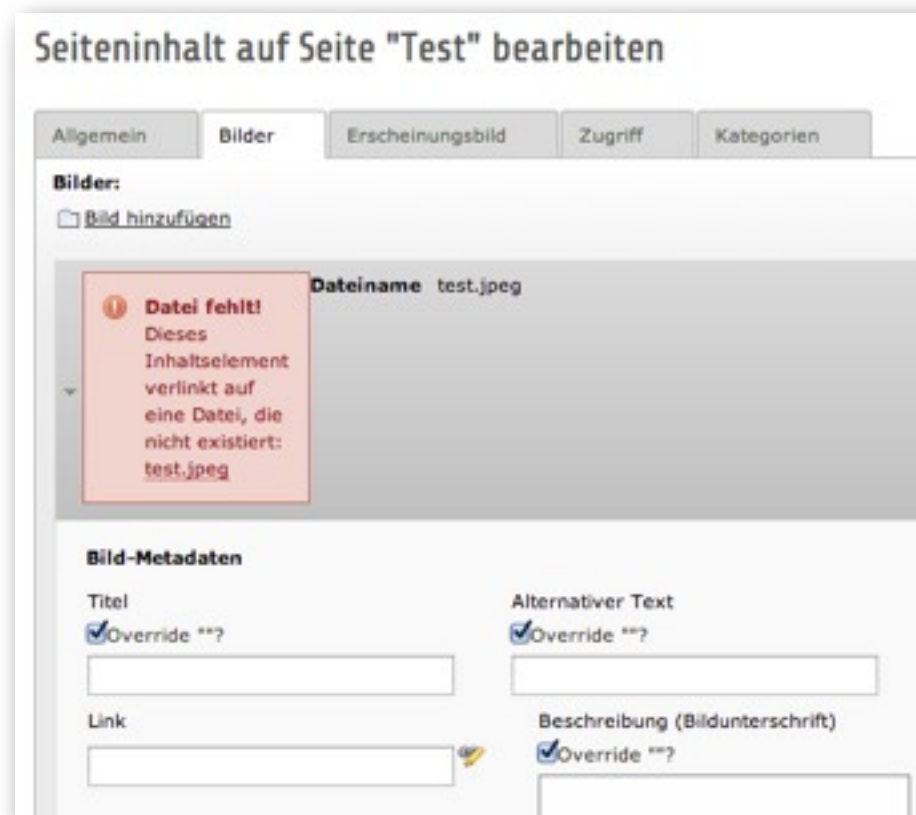 Seiteninhalt auf Seite "Test" bearbeiten
Allgemein Bilder Erscheinungsbild Zugriff Kategorien
Bilder:
Bild hinzufügen
Datei fehlt! Dateiname test.jpeg
Dieses
Inhaltselement
verlinkt auf
eine Datei, die
nicht existiert:
test.jpeg
Bild-Metadaten
Titel Alternativer Text
Override ""? Override ""?
Link Beschreibung (Bildunterschrift)
Override ""?